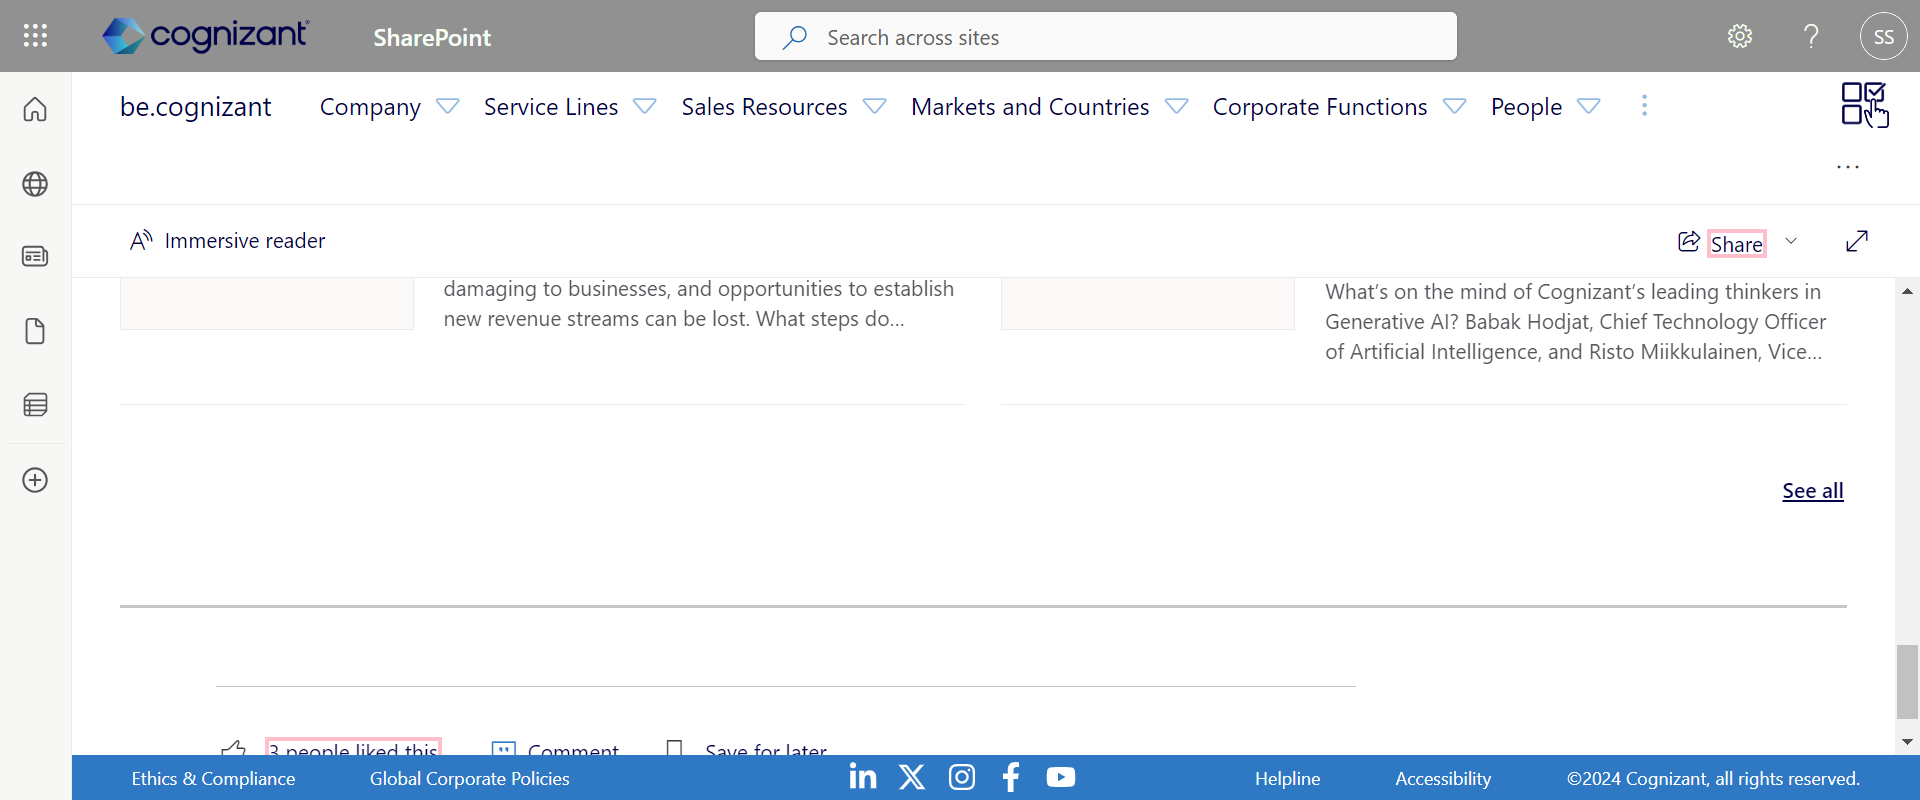 cognizant
SharePoint
Search across sites
SS
be.cognizant
Company
Service Lines
Sales Resources
Markets and Countries
Corporate Functions
People
...
Immersive reader
Share
damaging to businesses, and opportunities to establish
new revenue streams can be lost. What steps do...
What's on the mind of Cognizant's leading thinkers in
Generative AI? Babak Hodjat, Chief Technology Officer
of Artificial Intelligence, and Risto Miikkulainen, Vice...
See all
3 people liked this
Comment
Save for later
Ethics & Compliance
Global Corporate Policies
Helpline
Accessibility
©2024 Cognizant, all rights reserved.